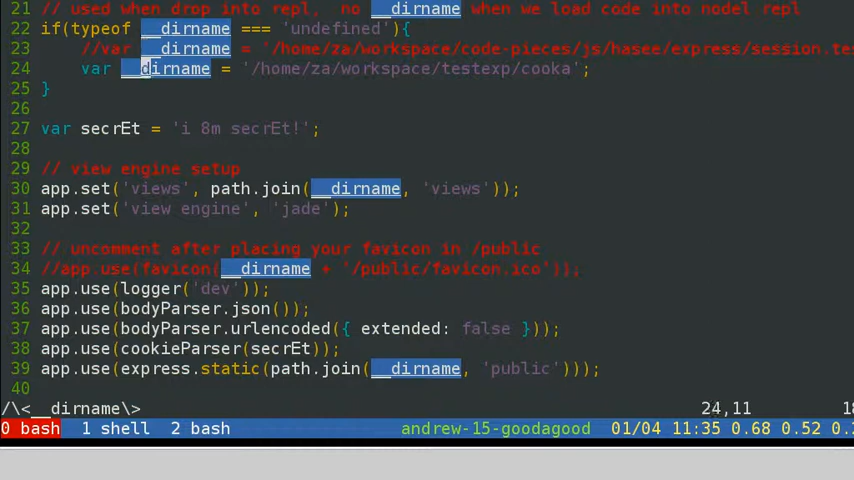 21 // used when drop into repl, no __dirname when we load code into nodel repl
22 if(typeof __dirname === 'undefined'){
23 //var __dirname = '/home/za/workspace/code-pieces/js/hasee/express/session.te
24 var __dirname = '/home/za/workspace/testexp/cooka';
25 }
26
27 var secrEt = 'i 8m secrEt!';
28
29 // view engine setup
30 app.set('views', path.join(__dirname, 'views'));
31 app.set('view engine', 'jade');
32
33 // uncomment after placing your favicon in /public
34 //app.use(favicon(__dirname + '/public/favicon.ico'));
35 app.use(logger('dev'));
36 app.use(bodyParser.json());
37 app.use(bodyParser.urlencoded({ extended: false }));
38 app.use(cookieParser(secrEt));
39 app.use(express.static(path.join(__dirname, 'public')));
40
/\<__dirname\> 24,11 18
0 bash 1 shell 2 bash andrew-15-goodagood 01/04 11:35 0.68 0.52 0.